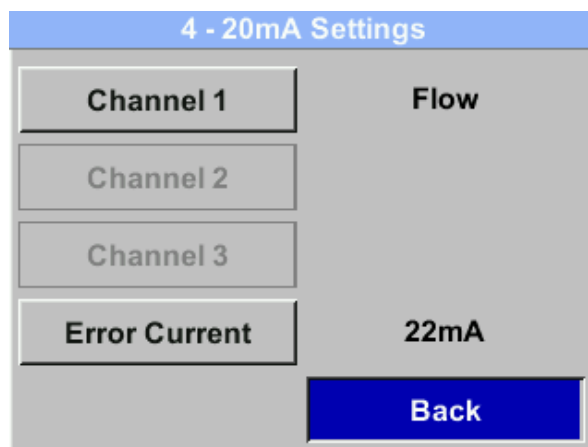 4 - 20mA Settings
Channel 1 Flow
Channel 2
Channel 3
Error Current 22mA
Back